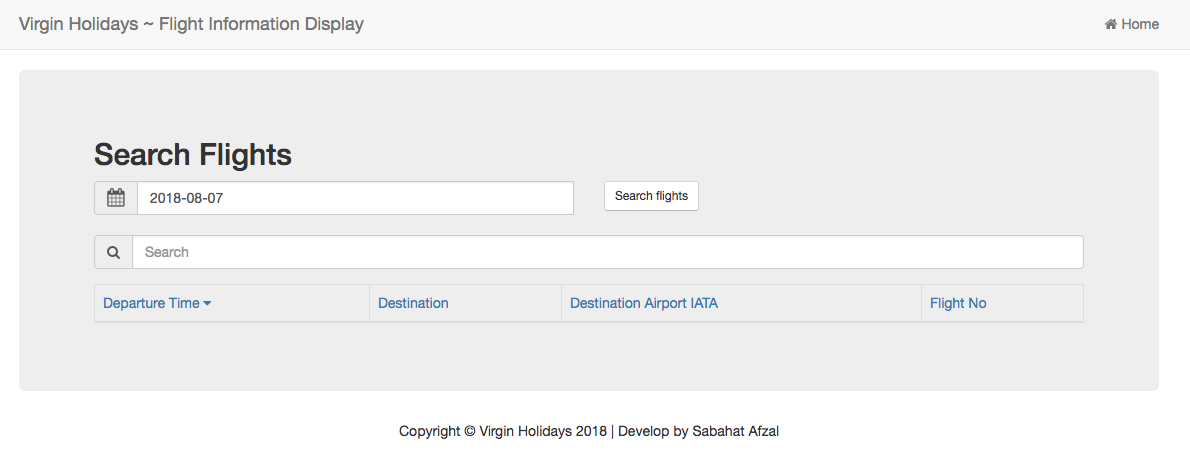 Virgin Holidays ~ Flight Information Display Home
Search Flights
2018-08-07 Search flights
Search
Departure Time Destination Destination Airport IATA Flight No
Copyright © Virgin Holidays 2018 | Develop by Sabahat Afzal